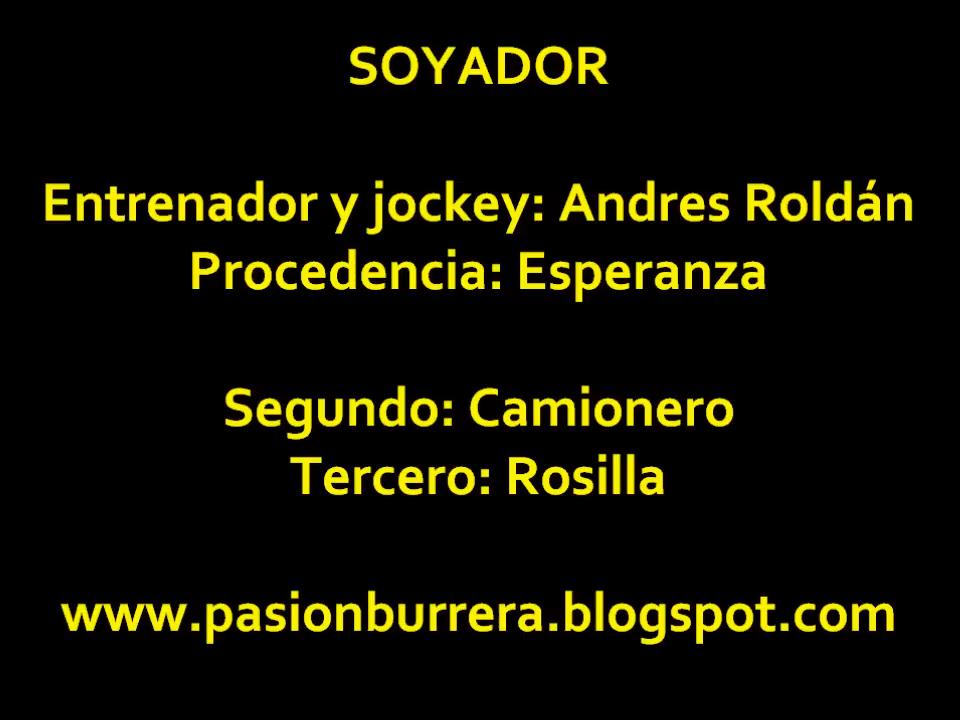 SOYADOR
Entrenador y jockey: Andres Roldán
Procedencia: Esperanza
Segundo: Camionero
Tercero: Rosilla
www.pasionburrera.blogspot.com